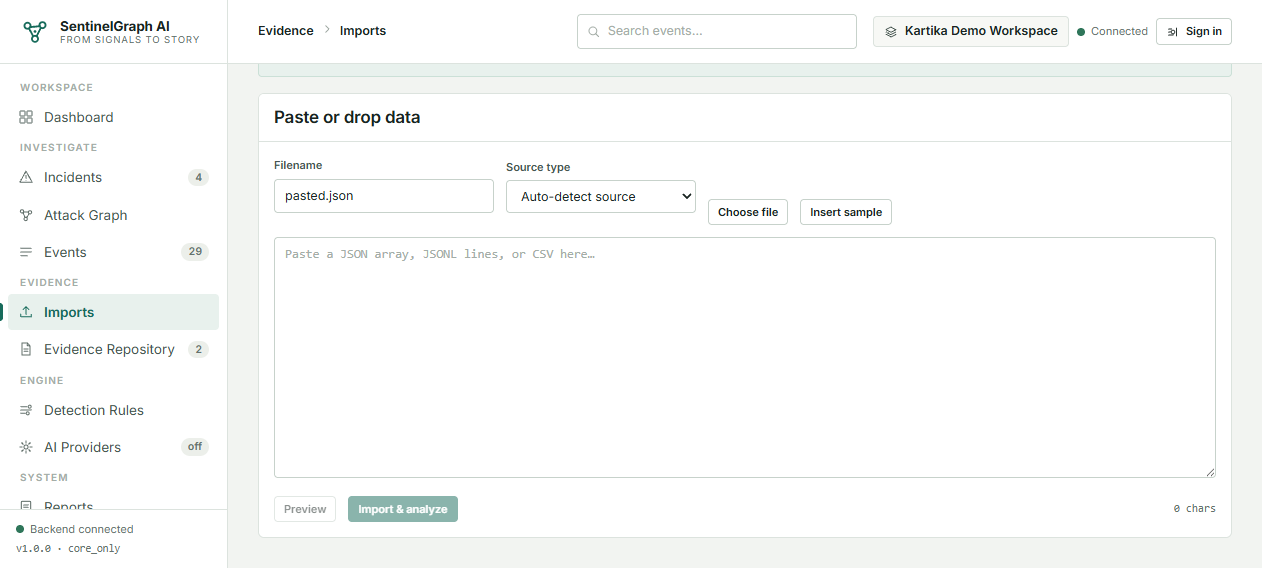 SentinelGraph AI
FROM SIGNALS TO STORY
Evidence > Imports
Search events...
Kartika Demo Workspace
Connected
Sign in
WORKSPACE
Dashboard
INVESTIGATE
Incidents 4
Attack Graph
Events 29
EVIDENCE
Imports
Evidence Repository 2
ENGINE
Detection Rules
AI Providers off
SYSTEM
Reports
Backend connected
v1.0.0 · core_only
Paste or drop data
Filename
Source type
pasted.json
Auto-detect source
Choose file
Insert sample
Paste a JSON array, JSONL lines, or CSV here…
Preview
Import & analyze
0 chars